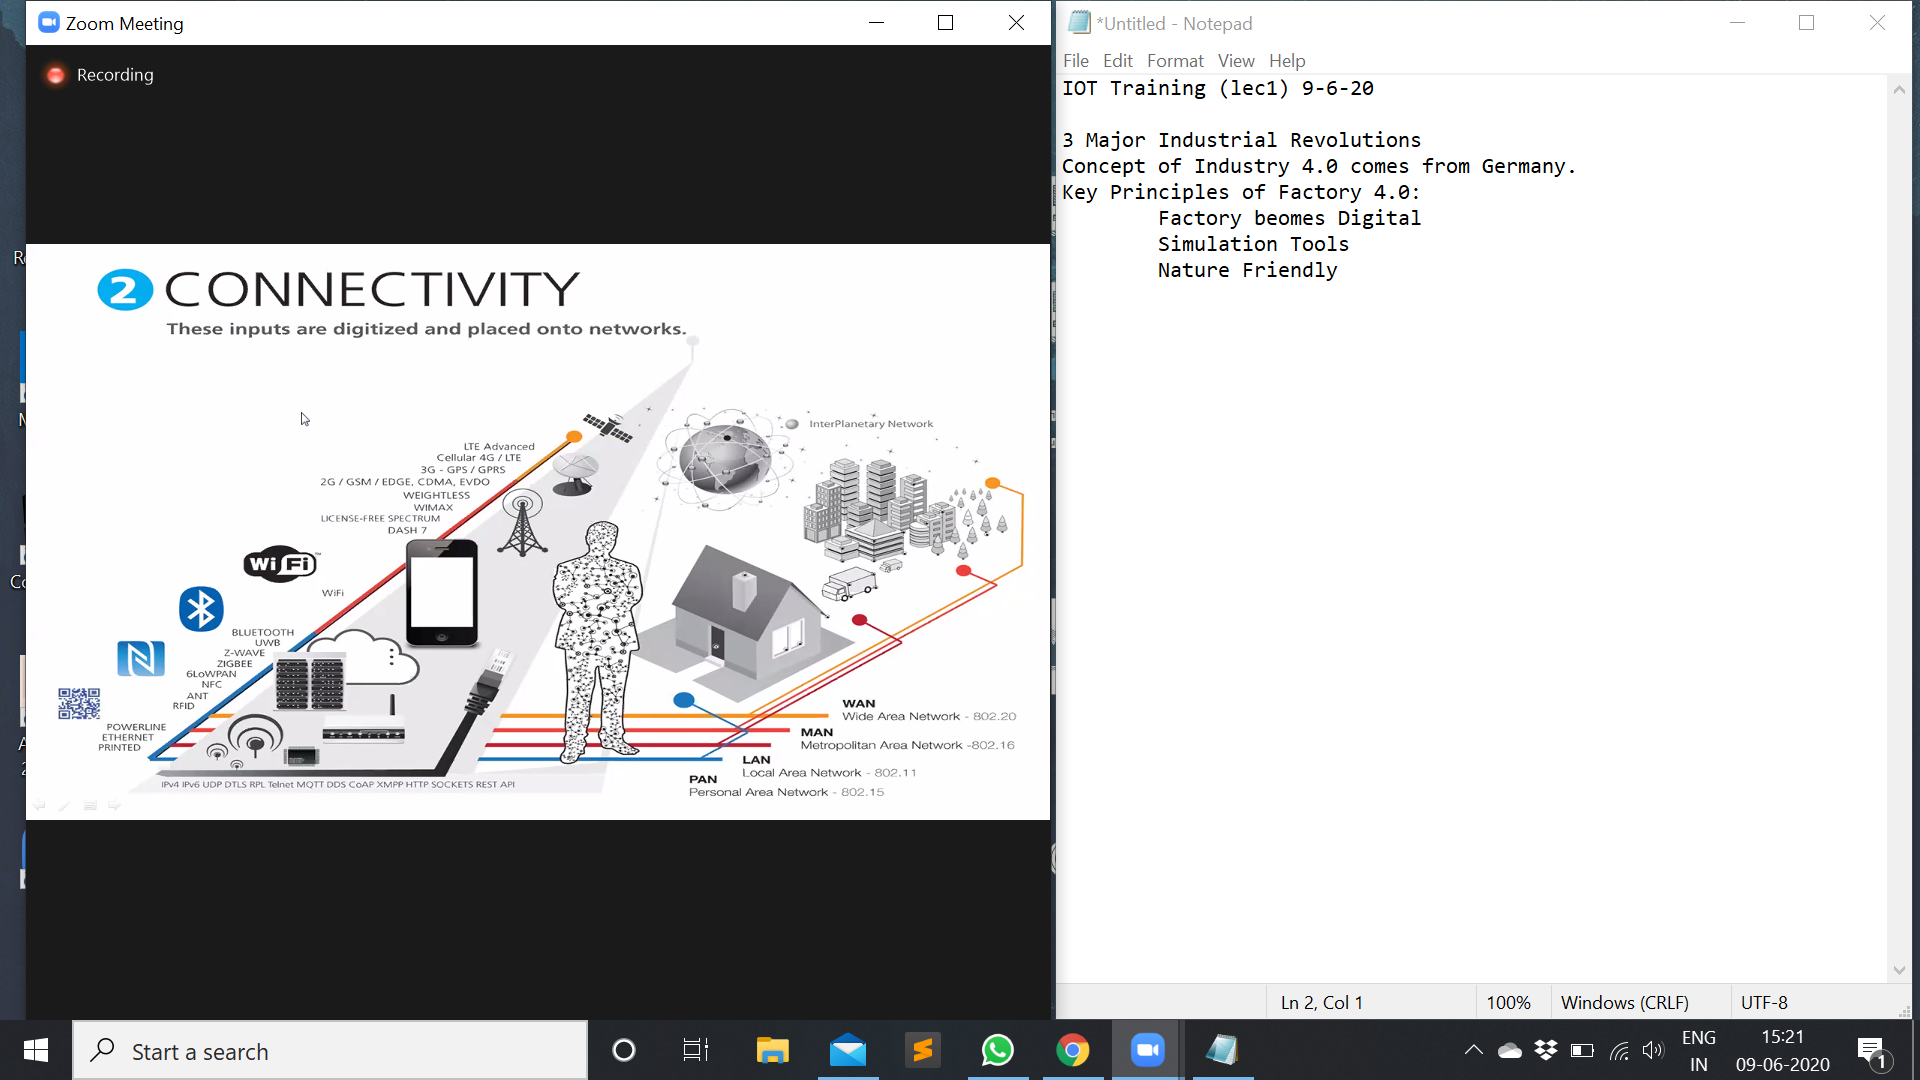 Zoom Meeting
Recording
2 CONNECTIVITY
These inputs are digitized and placed onto networks.
InterPlanetary Network
LTE Advanced
Cellular 4G / LTE
3G - GPS / GPRS
2G / GSM / EDGE, CDMA, EVDO
WEIGHTLESS
WIMAX
LICENSE-FREE SPECTRUM
DASH 7
WiFi
WiFi
BLUETOOTH
UWB
Z-WAVE
ZIGBEE
6LoWPAN
NFC
ANT
RFID
POWERLINE
ETHERNET
PRINTED
WAN
Wide Area Network - 802.20
MAN
Metropolitan Area Network -802.16
LAN
Local Area Network - 802.11
PAN
Personal Area Network - 802.15
IPv4 IPv6 UDP DTLS RPL Telnet MQTT DDS CoAP XMPP HTTP SOCKETS REST API
*Untitled - Notepad
File Edit Format View Help
IOT Training (lec1) 9-6-20
3 Major Industrial Revolutions
Concept of Industry 4.0 comes from Germany.
Key Principles of Factory 4.0:
Factory beomes Digital
Simulation Tools
Nature Friendly
Ln 2, Col 1 100% Windows (CRLF) UTF-8
Start a search
ENG
IN
15:21
09-06-2020
1